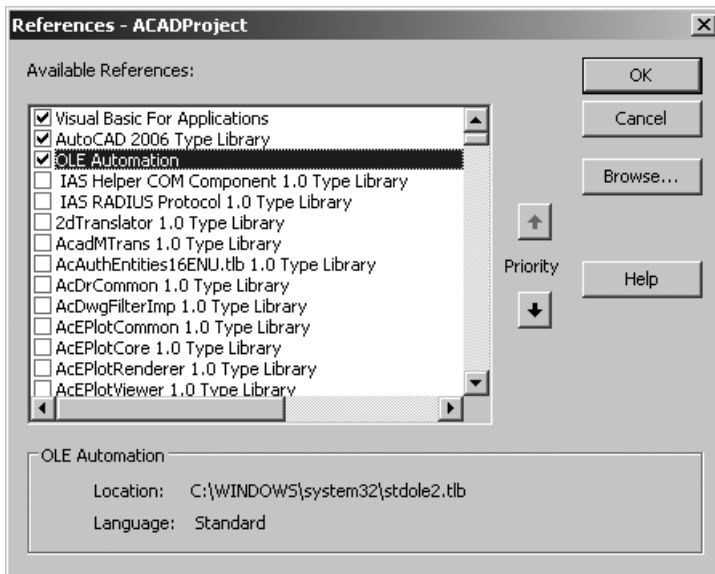 References - ACADProject
Available References:
Visual Basic For Applications
AutoCAD 2006 Type Library
OLE Automation
IAS Helper COM Component 1.0 Type Library
IAS RADIUS Protocol 1.0 Type Library
2dTranslator 1.0 Type Library
AcadMTrans 1.0 Type Library
AcAuthEntities16ENU.tlb 1.0 Type Library
AcDrCommon 1.0 Type Library
AcDwgFilterImp 1.0 Type Library
AcEPlotCommon 1.0 Type Library
AcEPlotCore 1.0 Type Library
AcEPlotRenderer 1.0 Type Library
AcEPlotViewer 1.0 Type Library
Priority
OK
Cancel
Browse...
Help
OLE Automation
Location: C:\WINDOWS\system32\stdole2.tlb
Language: Standard